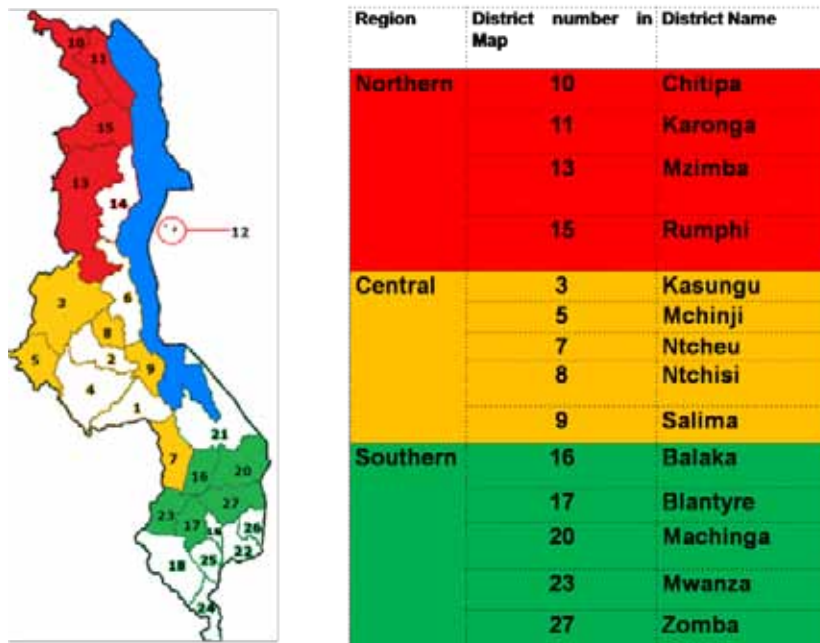 10
11
15
13
14
12
3
6
8
5
2
9
4
1
21
7
16
20
27
23
17
26
22
25
18
24
Region District number in District Name
Map
Northern 10 Chitipa
11 Karonga
13 Mzimba
15 Rumphi
Central 3 Kasungu
5 Mchinji
7 Ntcheu
8 Ntchisi
9 Salima
Southern 16 Balaka
17 Blantyre
20 Machinga
23 Mwanza
27 Zomba